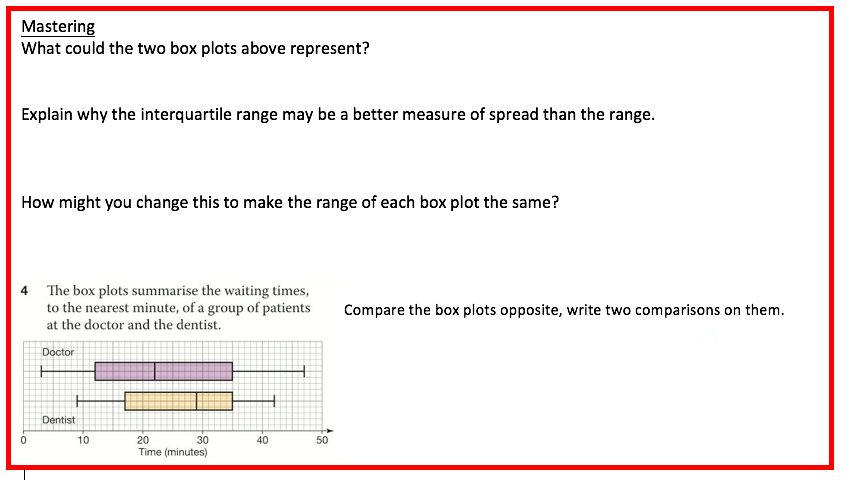 Mastering
What could the two box plots above represent?
Explain why the interquartile range may be a better measure of spread than the range.
How might you change this to make the range of each box plot the same?
4 The box plots summarise the waiting times,
to the nearest minute, of a group of patients
at the doctor and the dentist.
Compare the box plots opposite, write two comparisons on them.
Doctor
Dentist
0 10 20 30 40 50
Time (minutes)